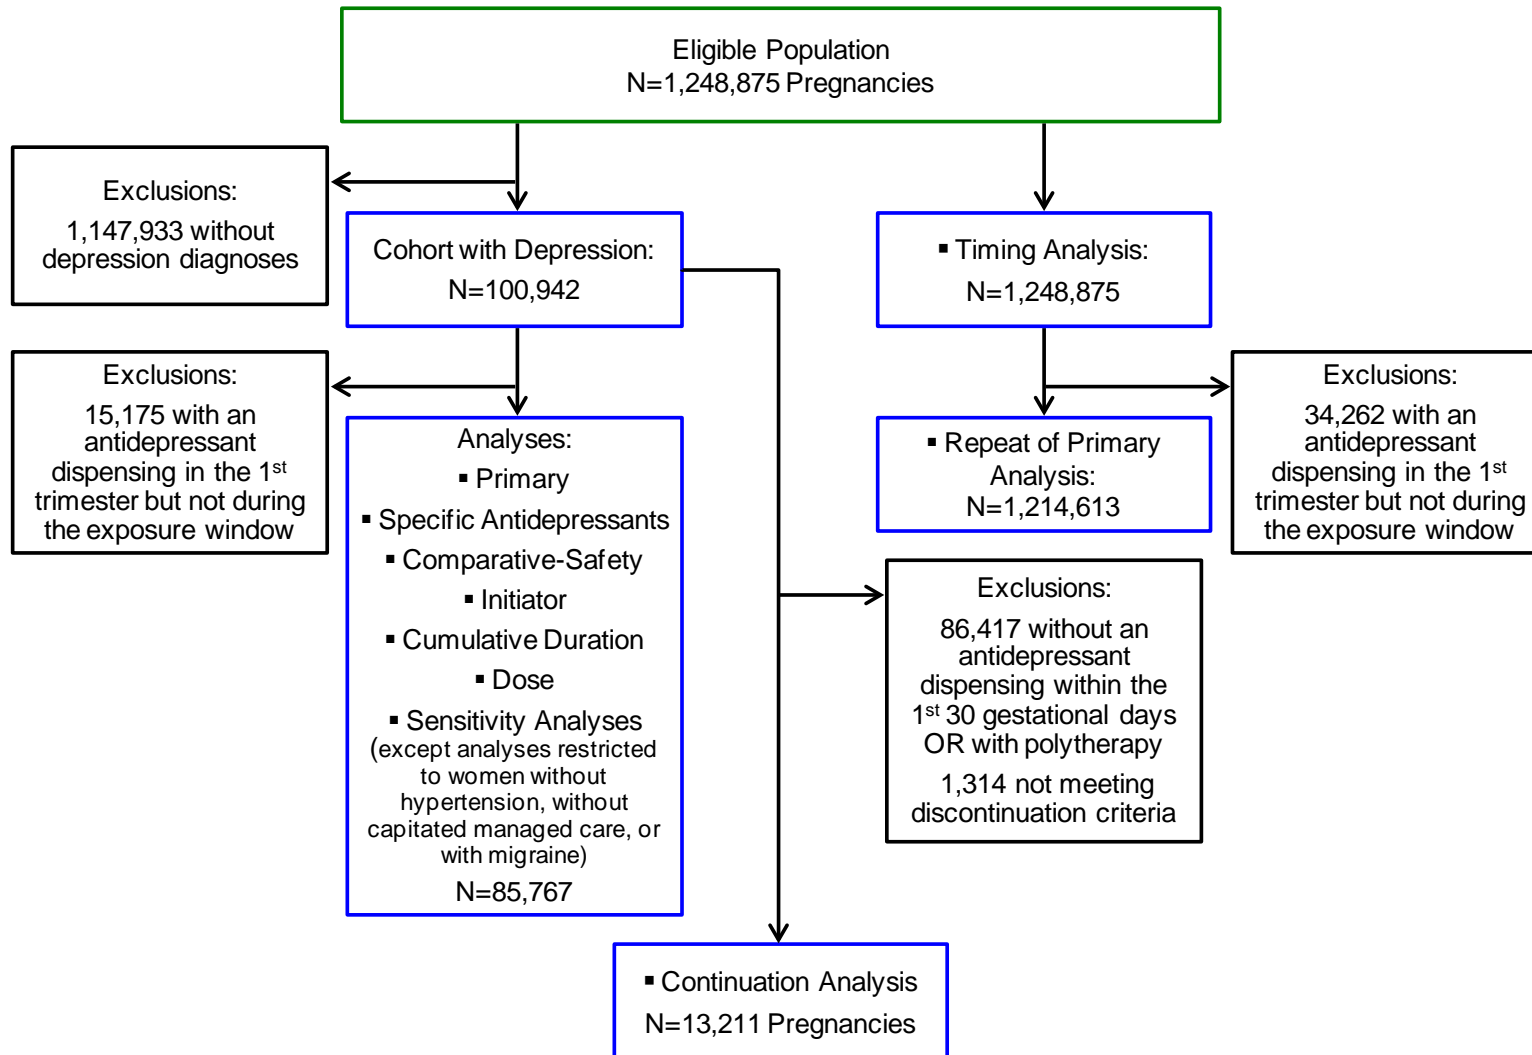 Eligible Population
N=1,248,875 Pregnancies
Exclusions:
1,147,933 without
depression diagnoses
Cohort with Depression:
N=100,942
▪ Timing Analysis:
N=1,248,875
Exclusions:
15,175 with an
antidepressant
dispensing in the 1st
trimester but not during
the exposure window
Analyses:
▪ Primary
▪ Specific Antidepressants
▪ Comparative-Safety
▪ Initiator
▪ Cumulative Duration
▪ Dose
▪ Sensitivity Analyses
(except analyses restricted
to women without
hypertension, without
capitated managed care, or
with migraine)
N=85,767
▪ Repeat of Primary
Analysis:
N=1,214,613
Exclusions:
34,262 with an
antidepressant
dispensing in the 1st
trimester but not during
the exposure window
Exclusions:
86,417 without an
antidepressant
dispensing within the
1st 30 gestational days
OR with polytherapy
1,314 not meeting
discontinuation criteria
▪ Continuation Analysis
N=13,211 Pregnancies